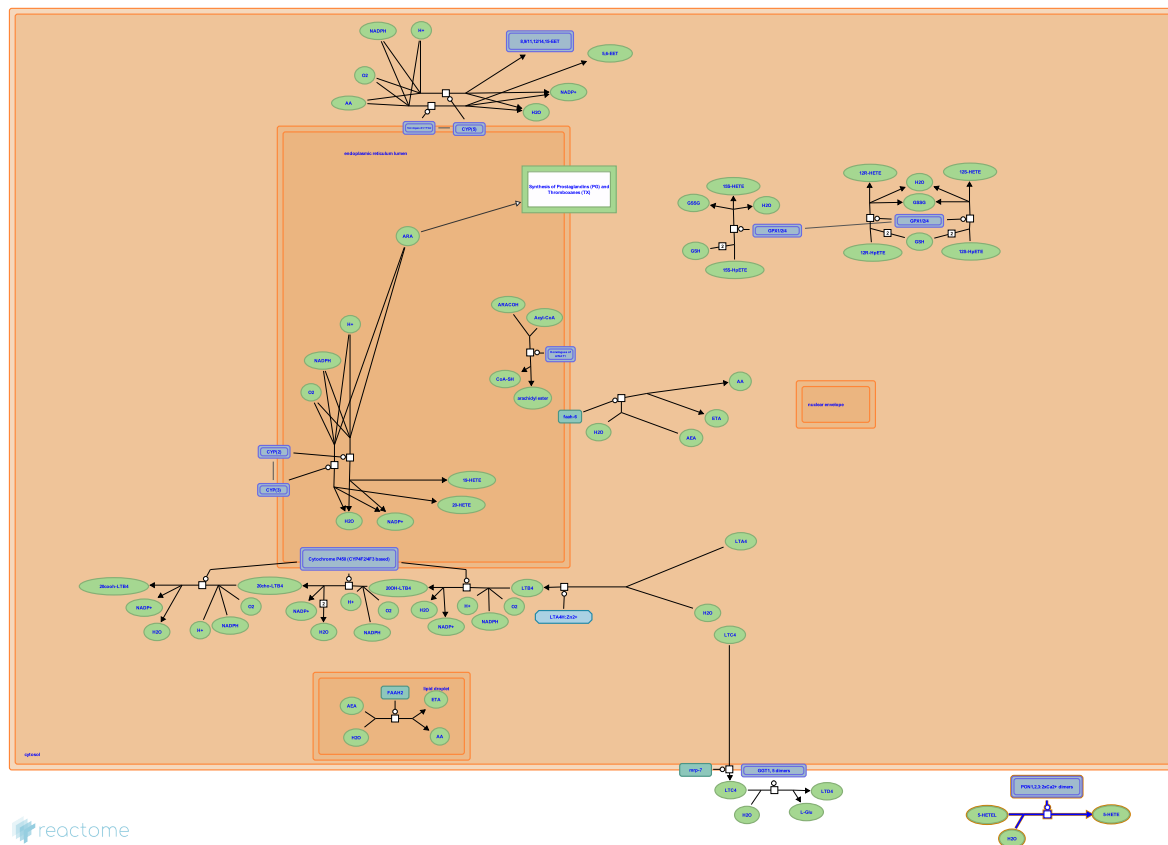 NADPH
H+
8,9/11,12/14,15-EET
5,6-EET
O2
AA
NADP+
H2O
CYP(5)
endoplasmic reticulum lumen
Synthesis of Prostaglandins (PG) and
Thromboxanes (TX)
ARA
15S-HETE
GSSG
H2O
GPX1/2/4
GSH
2
15S-HpETE
12R-HETE
H2O
12S-HETE
GSSG
GPX1/2/4
2
GSH
2
12R-HpETE
12S-HpETE
ARACOH
Acyl-CoA
CoA-SH
arachidyl ester
H+
NADPH
O2
faah-6
AA
ETA
H2O
AEA
nuclear envelope
CYP(2)
CYP(3)
19-HETE
20-HETE
H2O
NADP+
Cytochrome P450 (CYP4F2/4F3 based)
LTA4
20cooh-LTB4
20cho-LTB4
20OH-LTB4
LTB4
NADP+
H2O
H+
NADPH
O2
NADP+
2
H2O
H+
O2
NADPH
H2O
NADP+
H+
NADPH
O2
LTA4H:Zn2+
H2O
LTC4
lipid droplet
FAAH2
AEA
ETA
H2O
AA
cytosol
mrp-7
GGT1, 5 dimers
LTC4
LTD4
H2O
L-Glu
PON1,2,3:2xCa2+ dimers
5-HETEL
5-HETE
H2O
reactome